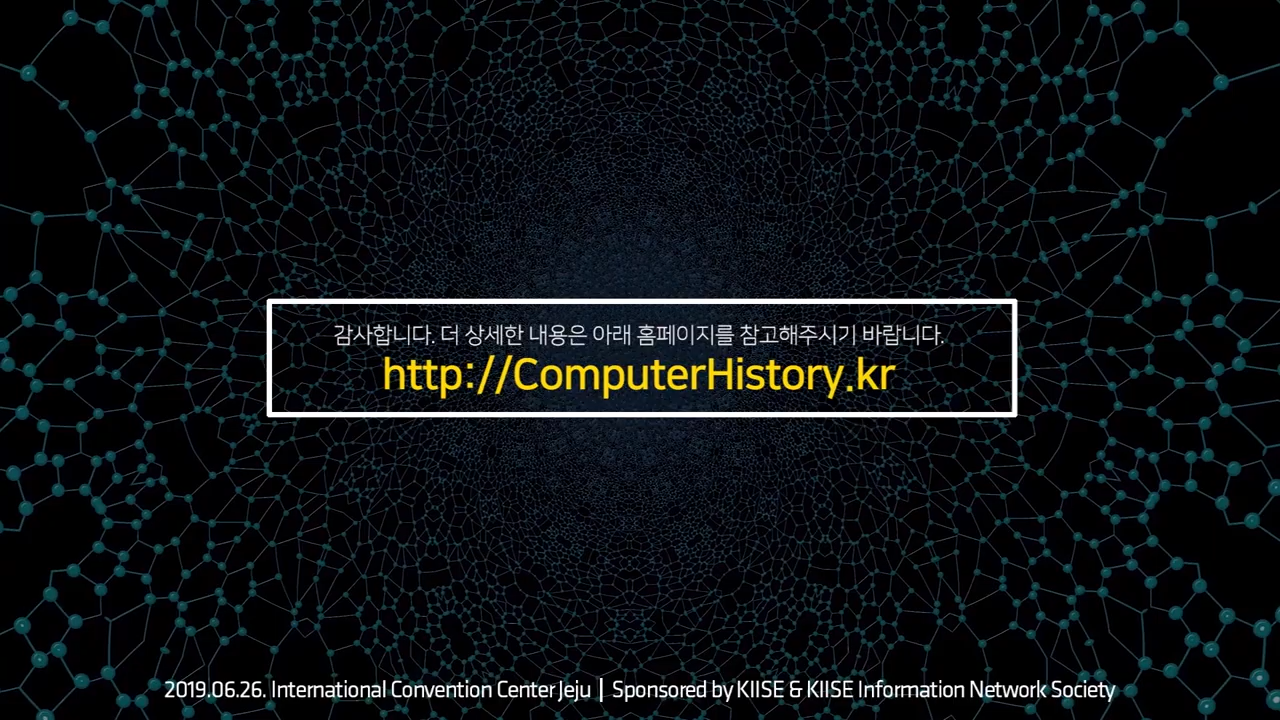 감사합니다. 더 상세한 내용은 아래 홈페이지를 참고해주시기 바랍니다.
http://ComputerHistory.kr
2019.06.26. International Convention Center Jeju | Sponsored by KIISE & KIISE Information Network Society